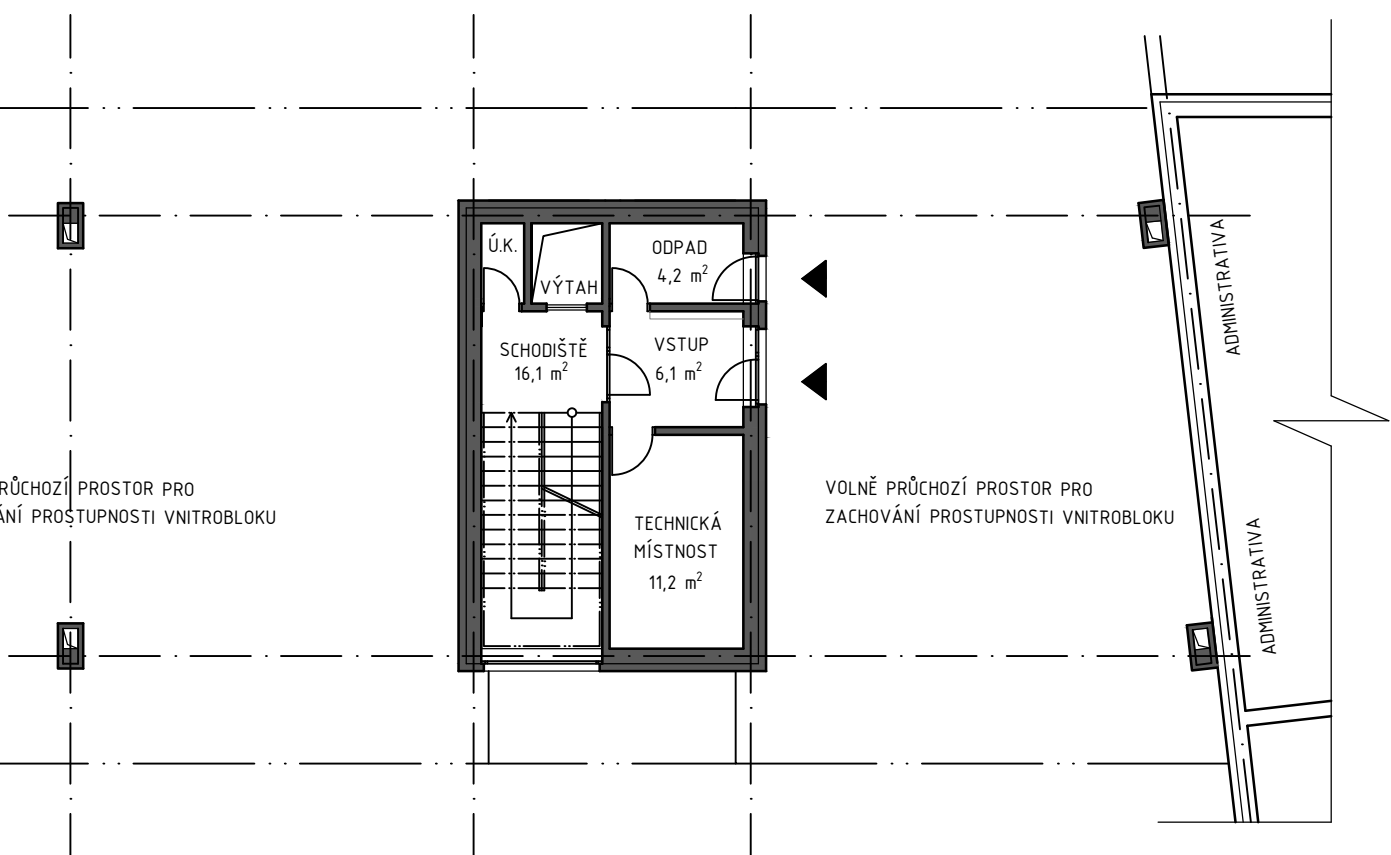 Ú.K.
VÝTAH
ODPAD
4,2 m²
SCHODIŠTĚ
16,1 m²
VSTUP
6,1 m²
TECHNICKÁ
MÍSTNOST
11,2 m²
RŮCHOZÍ PROSTOR PRO
ÁNÍ PROSTUPNOSTI VNITROBLOKU
VOLNĚ PRŮCHOZÍ PROSTOR PRO
ZACHOVÁNÍ PROSTUPNOSTI VNITROBLOKU
ADMINISTRATIVA
ADMINISTRATIVA